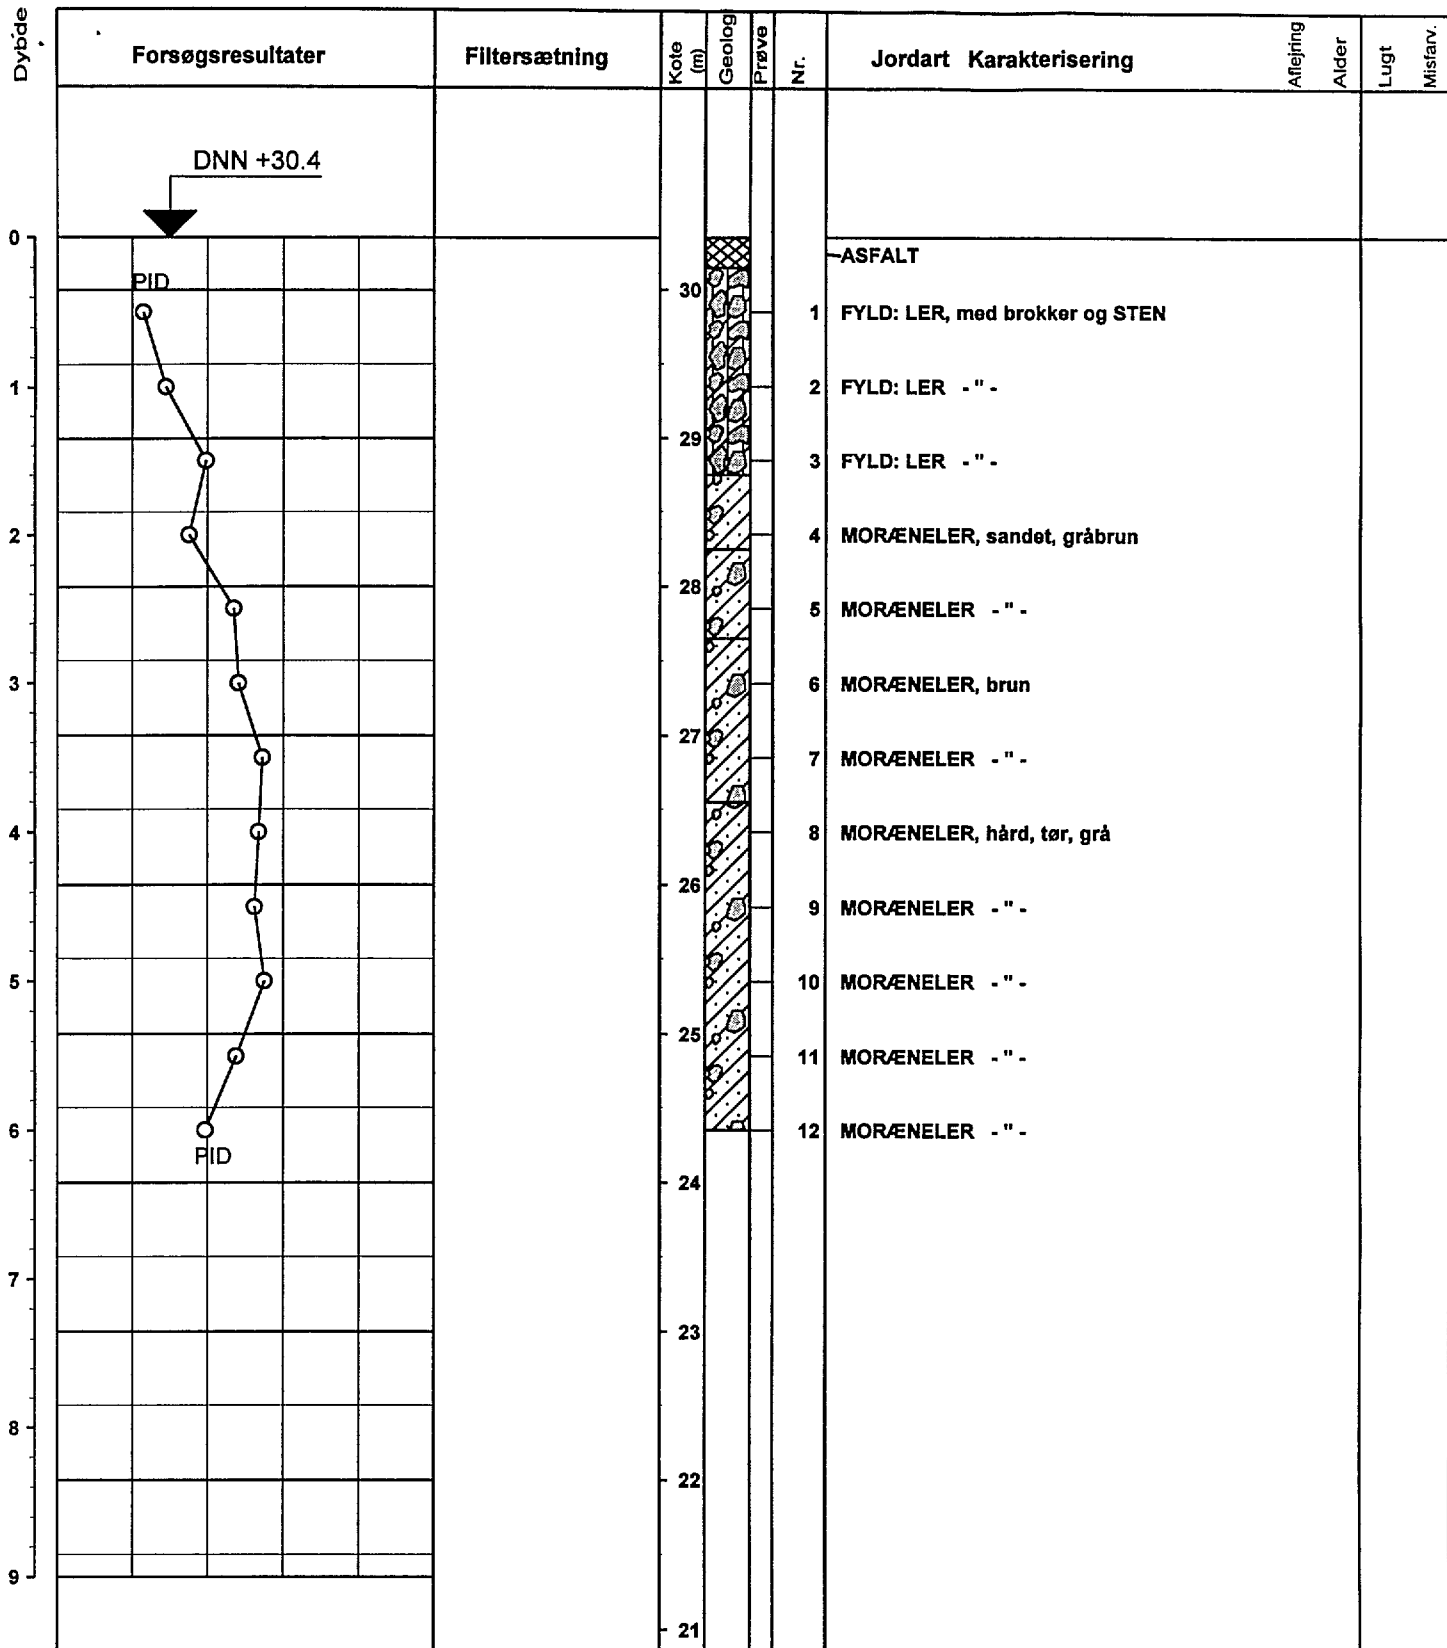 Dybde
Forsøgsresultater
Filtersætning
Kote (m)
Geologi
Prøve
Nr.
Jordart Karakterisering
Aflejring
Alder
Lugt
Misfarv.
DNN +30.4
0
ASFALT
PID
30
1 FYLD: LER, med brokker og STEN
1
2 FYLD: LER - " -
29
3 FYLD: LER - " -
2
4 MORÆNELER, sandet, gråbrun
28
5 MORÆNELER - " -
3
6 MORÆNELER, brun
27
7 MORÆNELER - " -
4
8 MORÆNELER, hård, tør, grå
26
9 MORÆNELER - " -
5
10 MORÆNELER - " -
25
11 MORÆNELER - " -
6
12 MORÆNELER - " -
PID
24
7
23
8
22
9
21